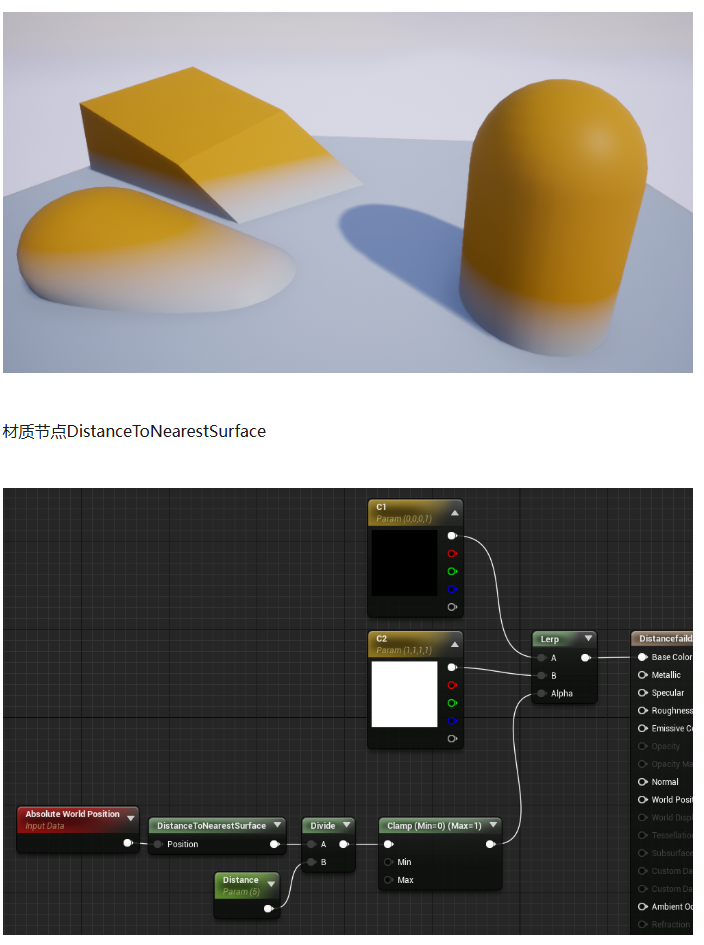 材质节点DistanceToNearestSurface
C1
Param (0,0,0,1)
C2
Param (1,1,1,1)
Lerp
A
B
Alpha
Distancefaild
Base Color
Metallic
Specular
Roughness
Emissive Co
Opacity
Opacity Ma
Normal
World Posit
World Displ
Tessellation
Subsurface
Custom Da
Custom Da
Ambient Oc
Refraction
Absolute World Position
Input Data
DistanceToNearestSurface
Position
Divide
A
B
Clamp (Min=0) (Max=1)
Min
Max
Distance
Param (6)